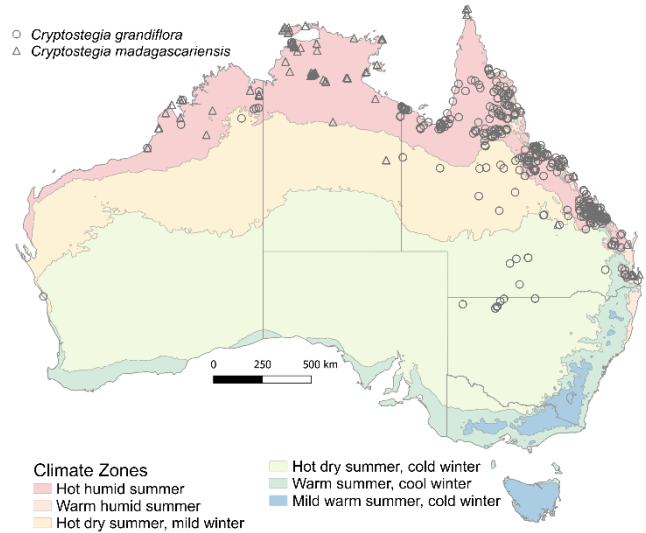 Cryptostegia grandiflora
Cryptostegia madagascariensis
0 250 500 km
Climate Zones
Hot humid summer
Warm humid summer
Hot dry summer, mild winter
Hot dry summer, cold winter
Warm summer, cool winter
Mild warm summer, cold winter